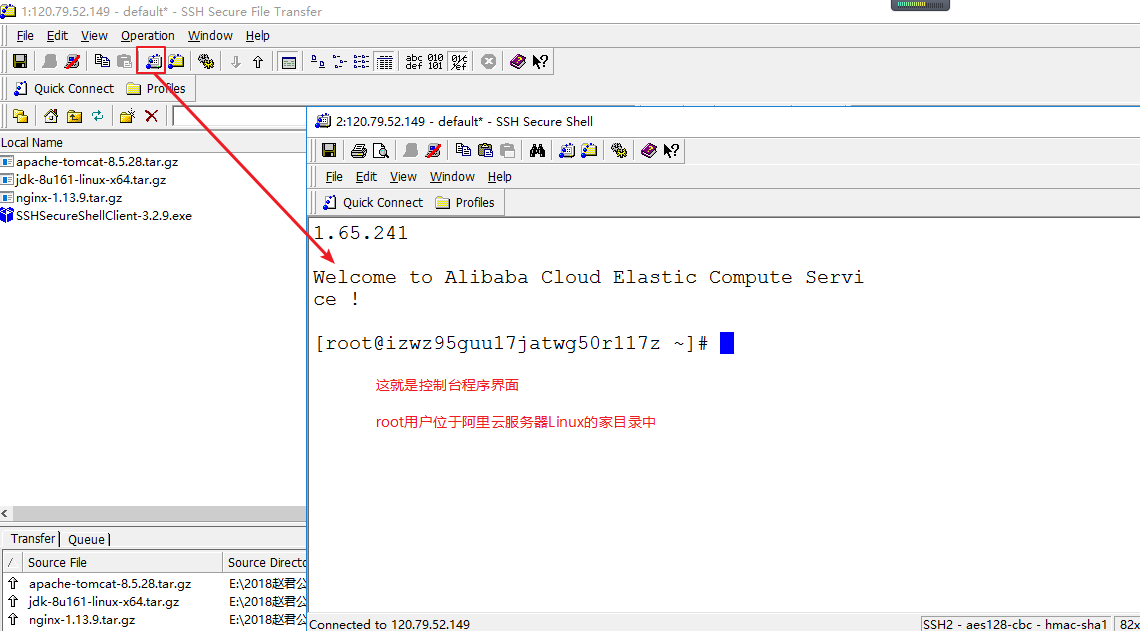 1:120.79.52.149 - default* - SSH Secure File Transfer
File Edit View Operation Window Help
abc def 010 101
Quick Connect Profiles
2:120.79.52.149 - default* - SSH Secure Shell
File Edit View Window Help
Quick Connect Profiles
Local Name
apache-tomcat-8.5.28.tar.gz
jdk-8u161-linux-x64.tar.gz
nginx-1.13.9.tar.gz
SSHSecureShellClient-3.2.9.exe
1.65.241
Welcome to Alibaba Cloud Elastic Compute Servi
ce !
[root@izwz95guu17jatwg50r117z ~]#
这就是控制台程序界面
root用户位于阿里云服务器Linux的家目录中
Transfer Queue
/ Source File Source Directo
apache-tomcat-8.5.28.tar.gz E:\2018赵君公
jdk-8u161-linux-x64.tar.gz E:\2018赵君公
nginx-1.13.9.tar.gz E:\2018赵君公
Connected to 120.79.52.149 SSH2 - aes128-cbc - hmac-sha1 82x